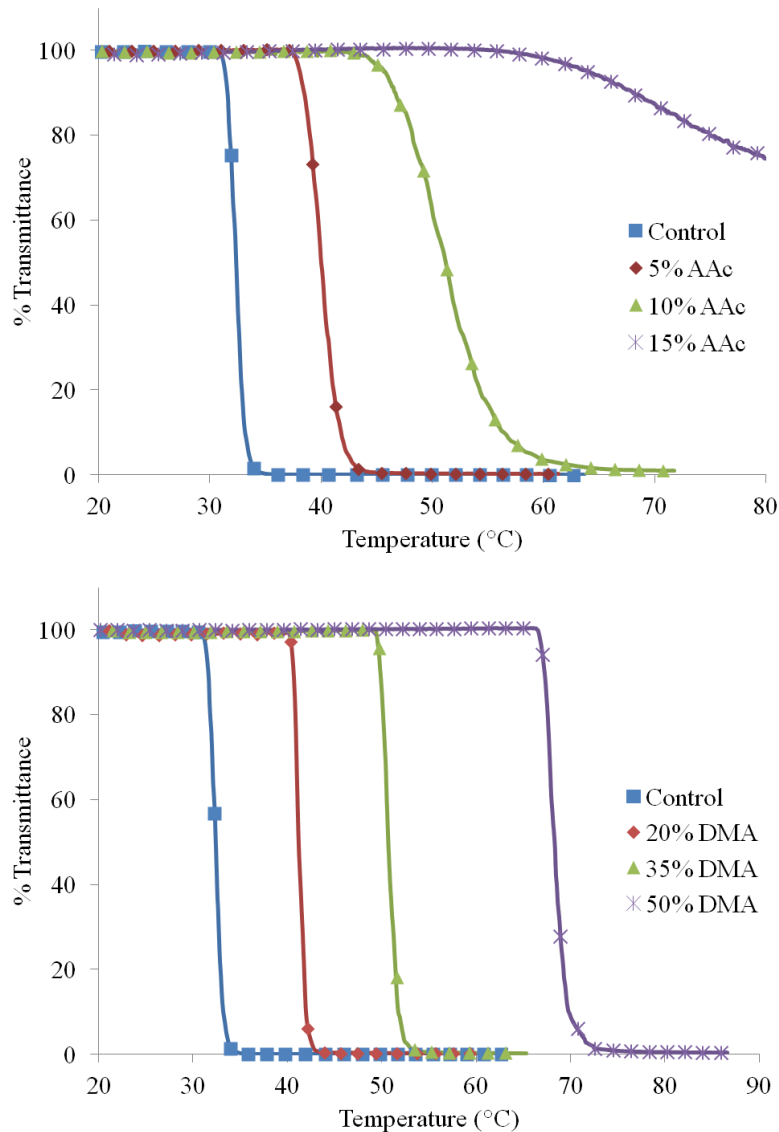 % Transmittance
100
80
60
40
20
0
20 30 40 50 60 70 80
Temperature (°C)
Control
5% AAc
10% AAc
15% AAc
% Transmittance
100
80
60
40
20
0
20 30 40 50 60 70 80 90
Temperature (°C)
Control
20% DMA
35% DMA
50% DMA